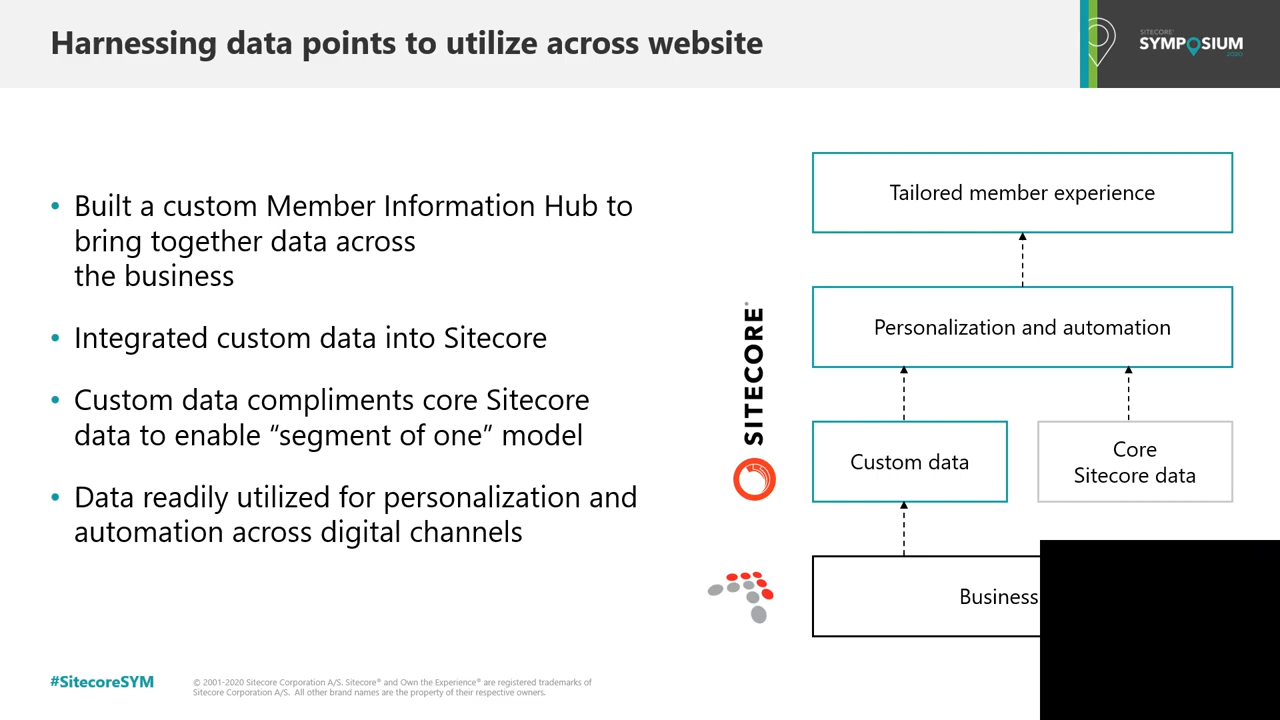 Harnessing data points to utilize across website
SITECORE
SYMPOSIUM
2020
• Built a custom Member Information Hub to
bring together data across
the business
• Integrated custom data into Sitecore
• Custom data compliments core Sitecore
data to enable “segment of one” model
• Data readily utilized for personalization and
automation across digital channels
SITECORE®
Tailored member experience
Personalization and automation
Custom data
Core
Sitecore data
Business
#SitecoreSYM
© 2001-2020 Sitecore Corporation A/S. Sitecore® and Own the Experience® are registered trademarks of
Sitecore Corporation A/S. All other brand names are the property of their respective owners.